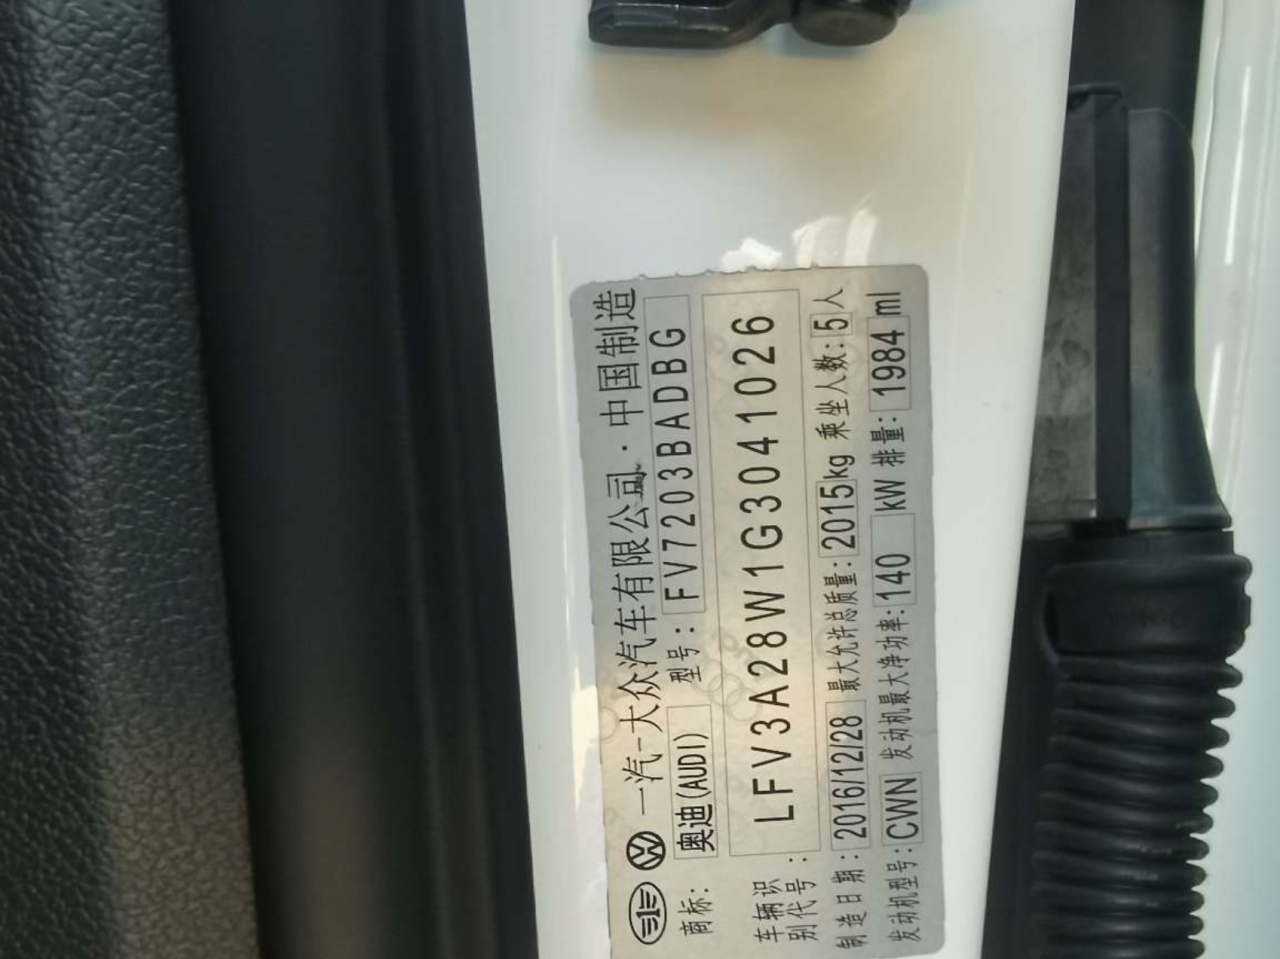 一汽-大众汽车有限公司·中国制造
商标: 奥迪(AUDI) 型号: FV7203BADBG
车辆识别代号: LFV3A28W1G3041026
制造日期: 2016/12/28 最大允许总质量: 2015kg 乘坐人数: 5人
发动机型号: CWN 发动机最大净功率: 140 kW 排量: 1984 ml